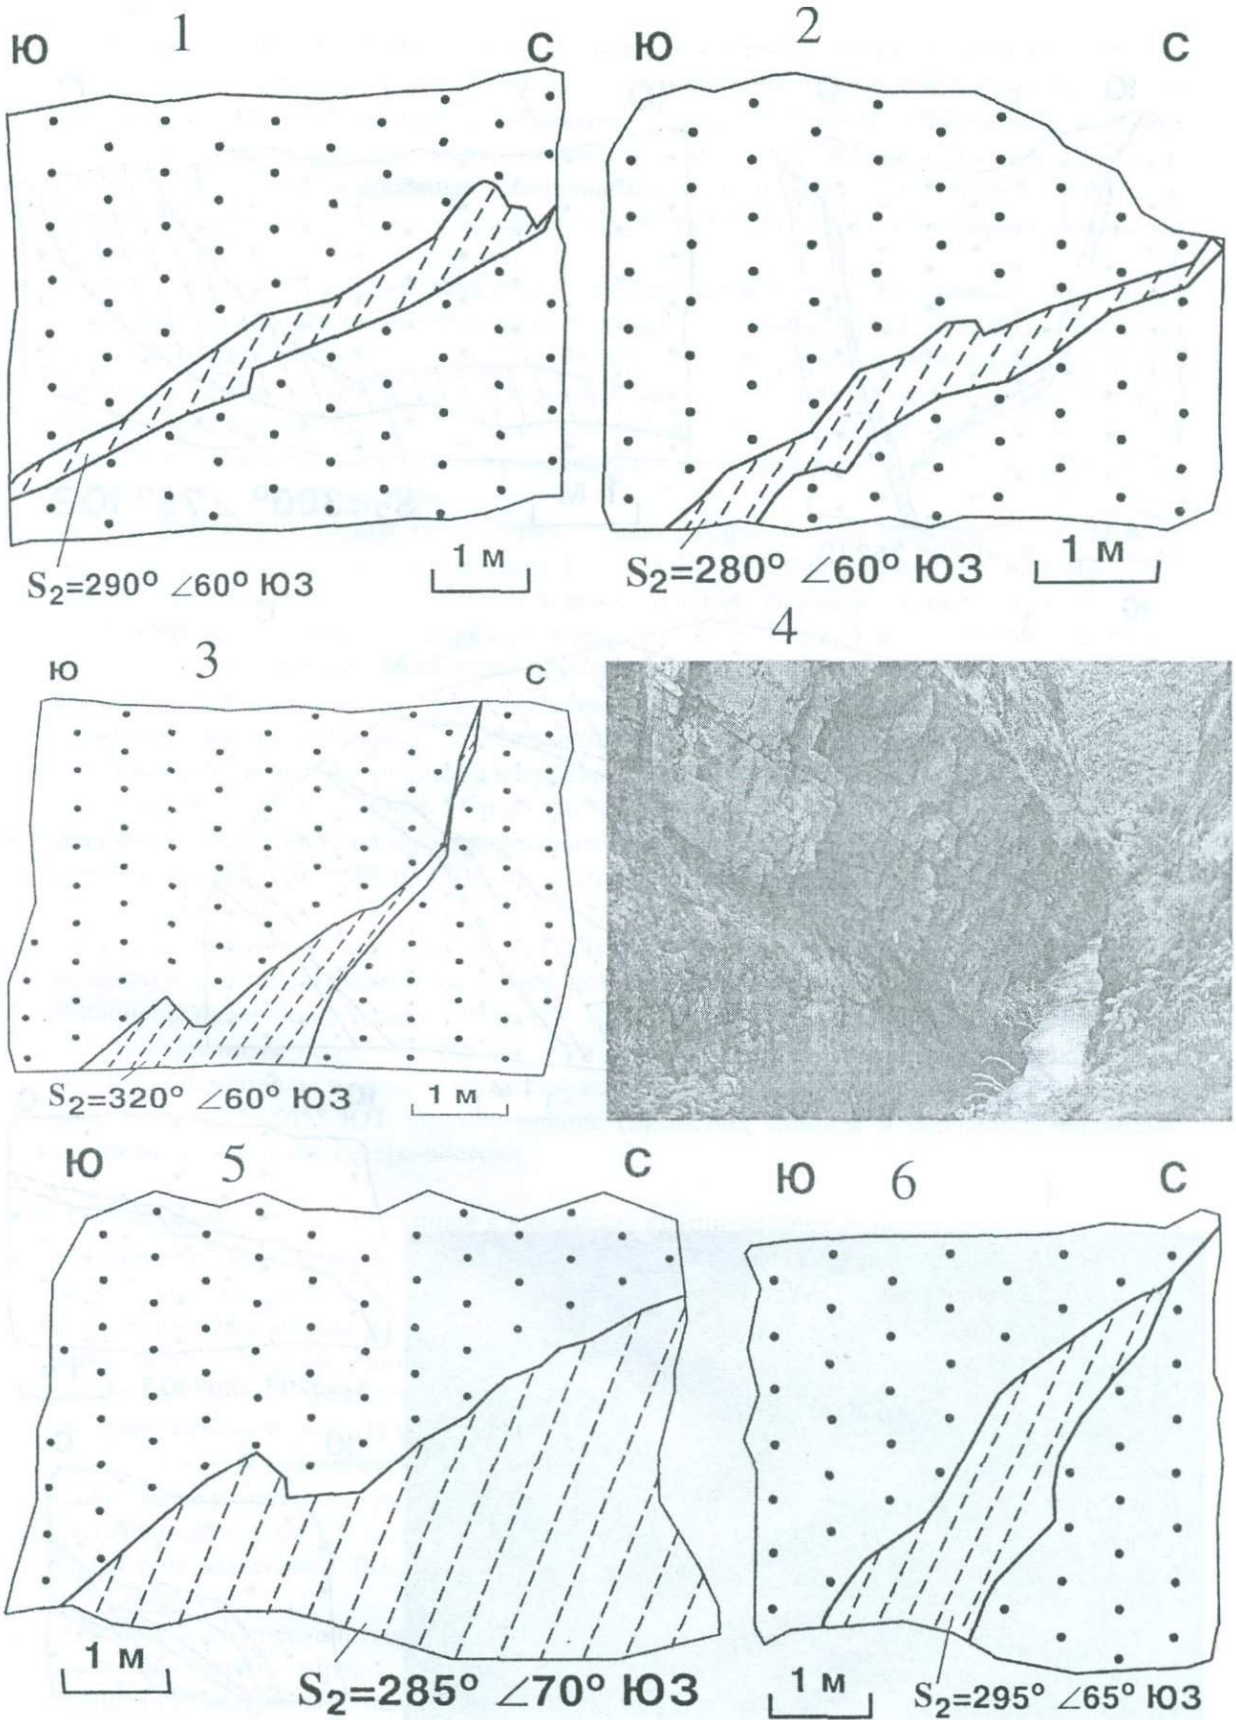 1
Ю С
S₂=290° ∠60° ЮЗ
1 м
2
Ю С
S₂=280° ∠60° ЮЗ
1 м
3
Ю С
S₂=320° ∠60° ЮЗ
1 м
4
5
Ю С
1 м
S₂=285° ∠70° ЮЗ
6
Ю С
1 м
S₂=295° ∠65° ЮЗ